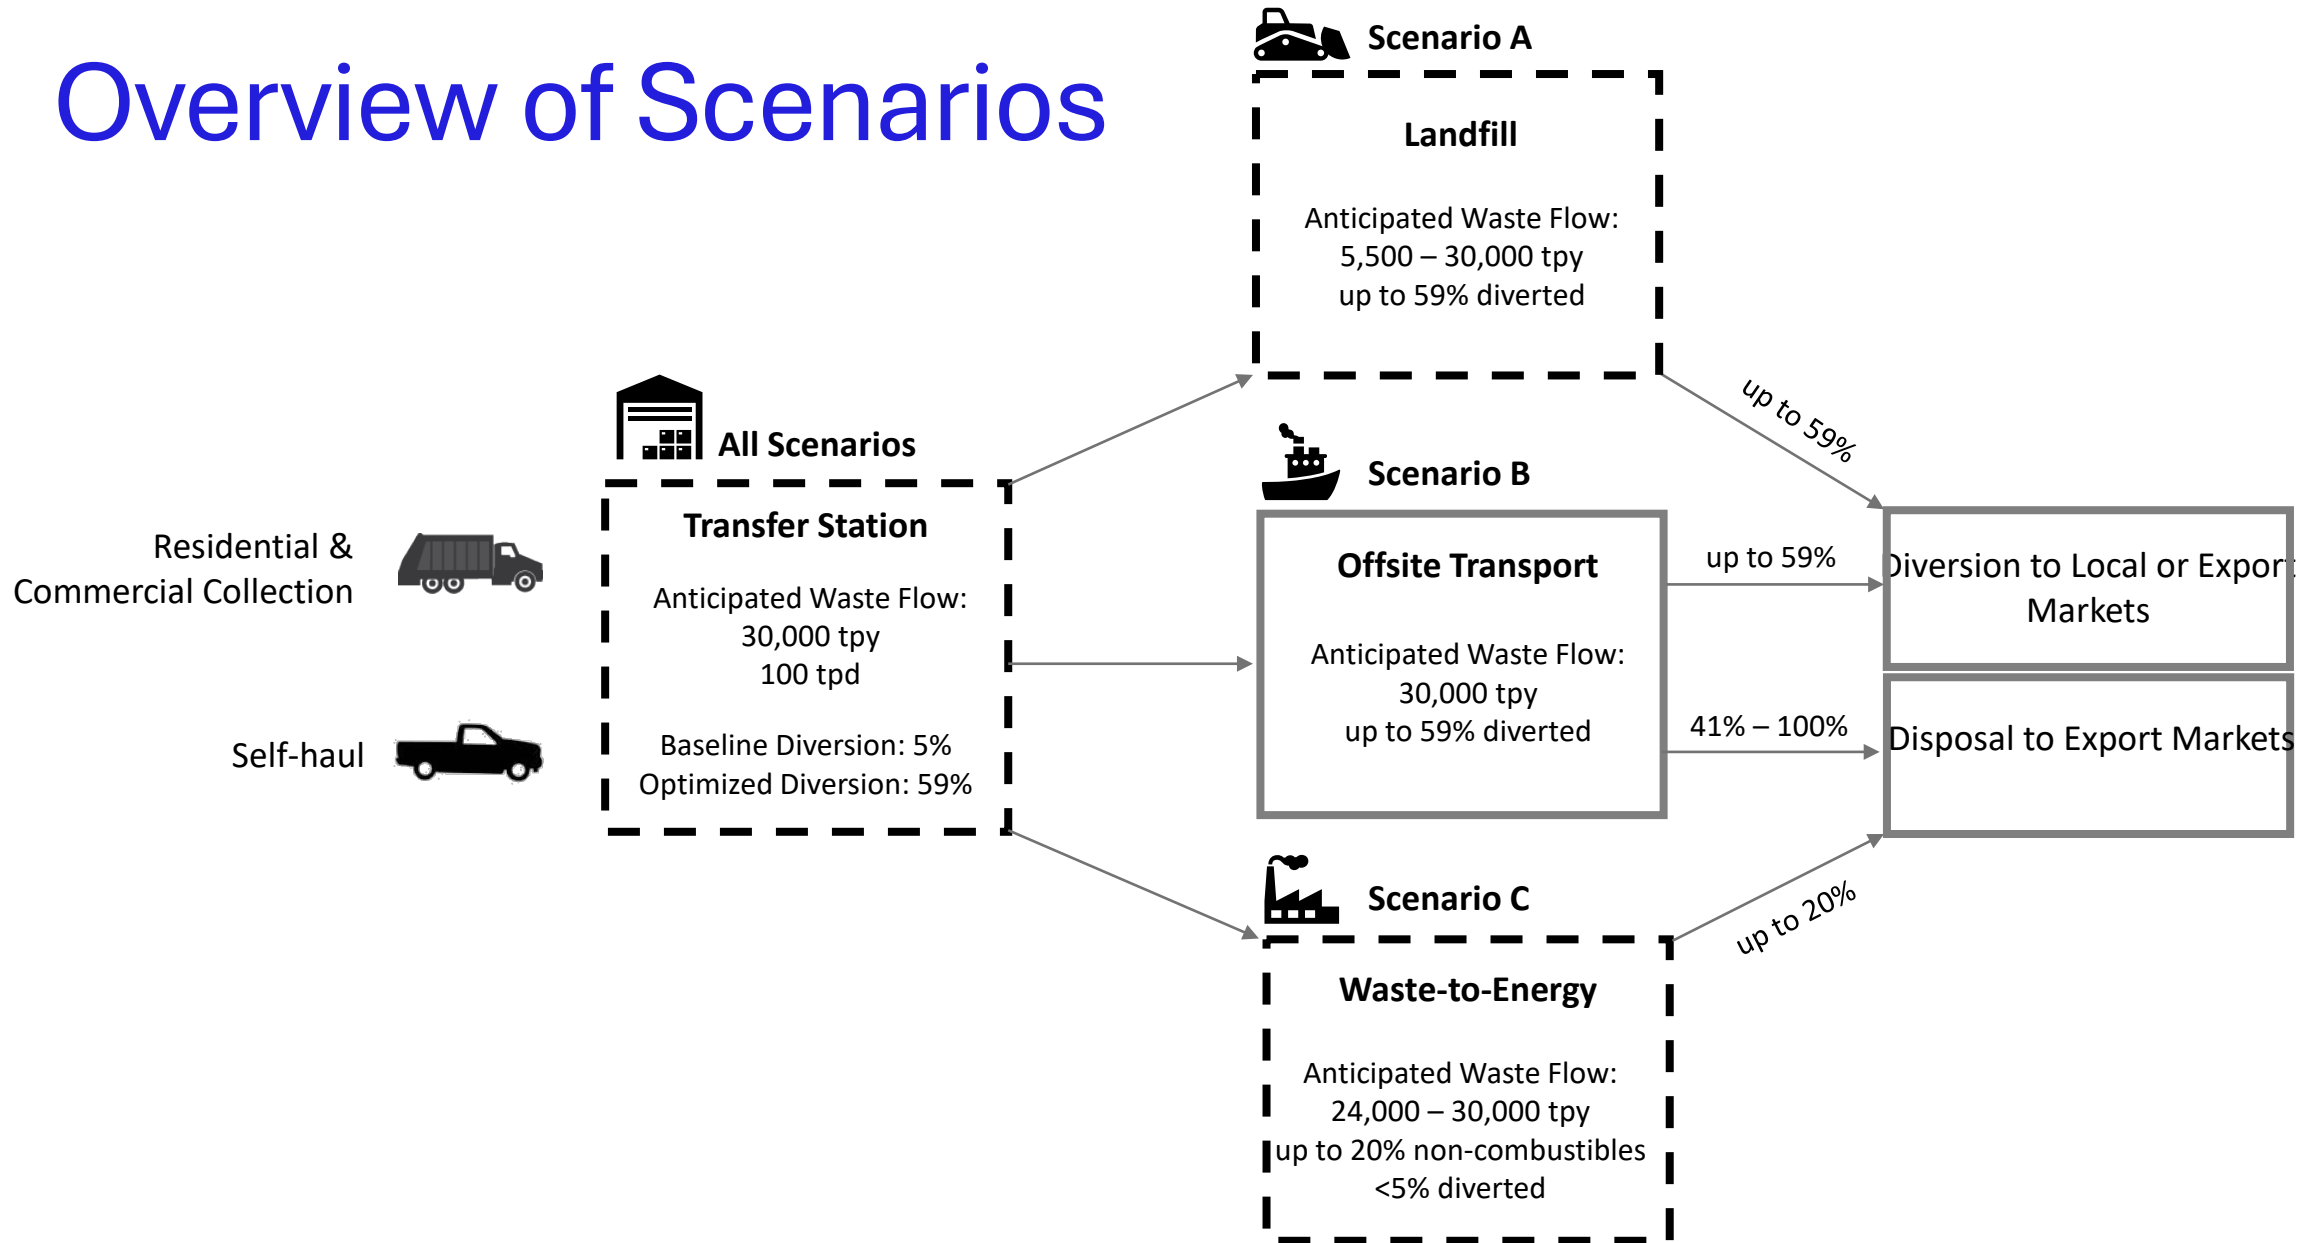 Overview of Scenarios
Residential &
Commercial Collection
Self-haul
All Scenarios
Transfer Station
Anticipated Waste Flow:
30,000 tpy
100 tpd
Baseline Diversion: 5%
Optimized Diversion: 59%
Scenario A
Landfill
Anticipated Waste Flow:
5,500 – 30,000 tpy
up to 59% diverted
up to 59%
Scenario B
Offsite Transport
Anticipated Waste Flow:
30,000 tpy
up to 59% diverted
up to 59%
41% – 100%
Diversion to Local or Export
Markets
Disposal to Export Markets
Scenario C
Waste-to-Energy
Anticipated Waste Flow:
24,000 – 30,000 tpy
up to 20% non-combustibles
<5% diverted
up to 20%